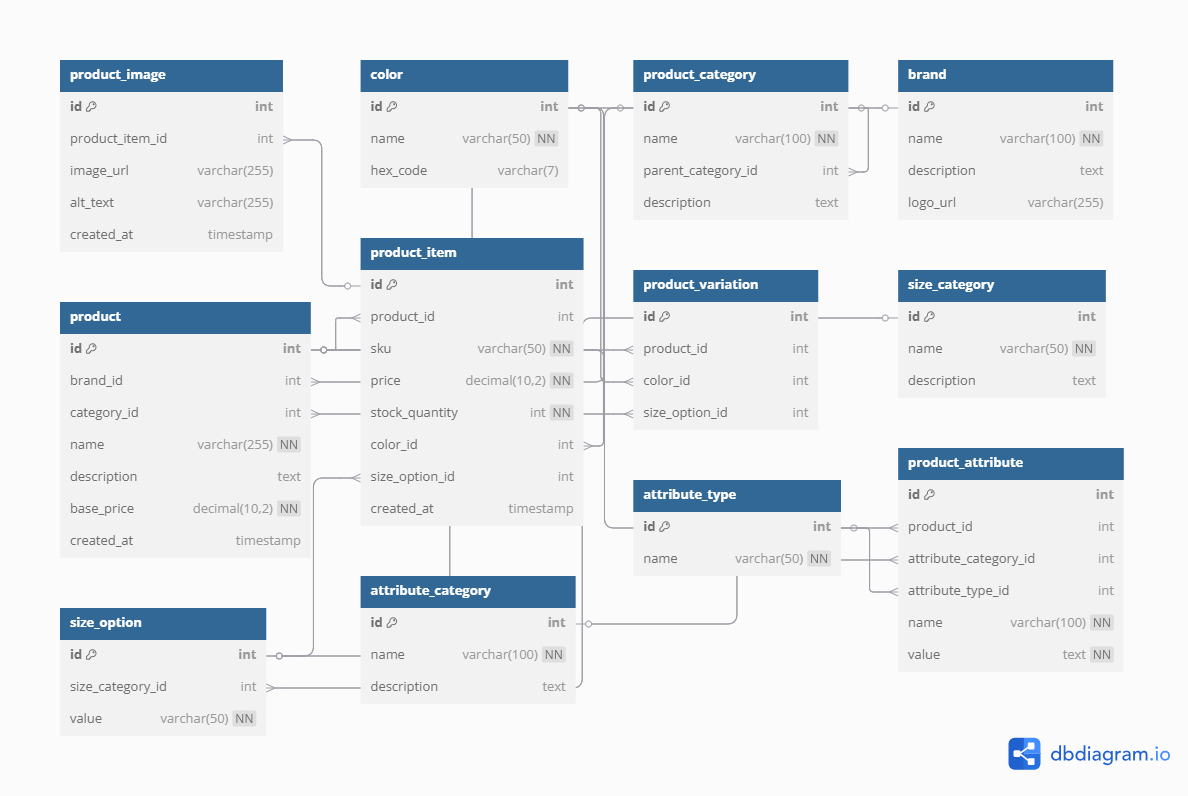 product_image
id int
product_item_id int
image_url varchar(255)
alt_text varchar(255)
created_at timestamp
color
id int
name varchar(50) NN
hex_code varchar(7)
product_category
id int
name varchar(100) NN
parent_category_id int
description text
brand
id int
name varchar(100) NN
description text
logo_url varchar(255)
product_item
id int
product_id int
sku varchar(50) NN
price decimal(10,2) NN
stock_quantity int NN
color_id int
size_option_id int
created_at timestamp
product_variation
id int
product_id int
color_id int
size_option_id int
size_category
id int
name varchar(50) NN
description text
product
id int
brand_id int
category_id int
name varchar(255) NN
description text
base_price decimal(10,2) NN
created_at timestamp
product_attribute
id int
product_id int
attribute_category_id int
attribute_type_id int
name varchar(100) NN
value text NN
attribute_type
id int
name varchar(50) NN
attribute_category
id int
name varchar(100) NN
description text
size_option
id int
size_category_id int
value varchar(50) NN
dbdiagram.io